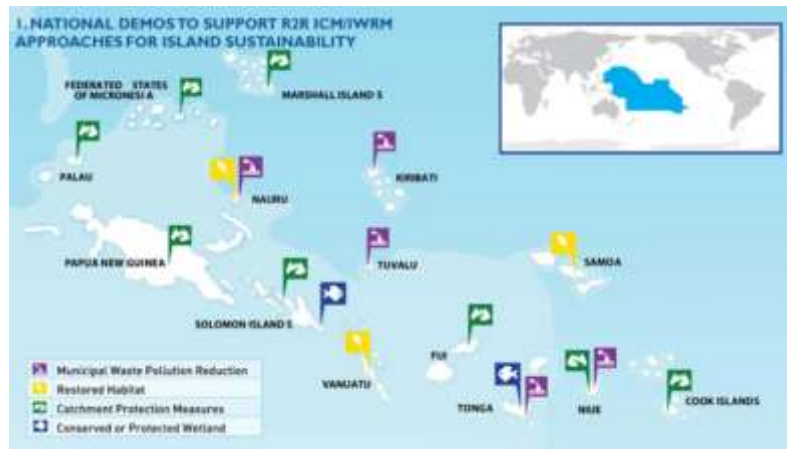 1. NATIONAL DEMOS TO SUPPORT R2R ICM/IWRM
APPROACHES FOR ISLAND SUSTAINABILITY
FEDERATED STATES
OF MICRONESIA
MARSHALL ISLANDS
PALAU
NAURU
KIRIBATI
PAPUA NEW GUINEA
TUVALU
SAMOA
SOLOMON ISLANDS
VANUATU
FIJI
TONGA
NIUE
COOK ISLANDS
Municipal Waste Pollution Reduction
Restored Habitat
Catchment Protection Measures
Conserved or Protected Wetland